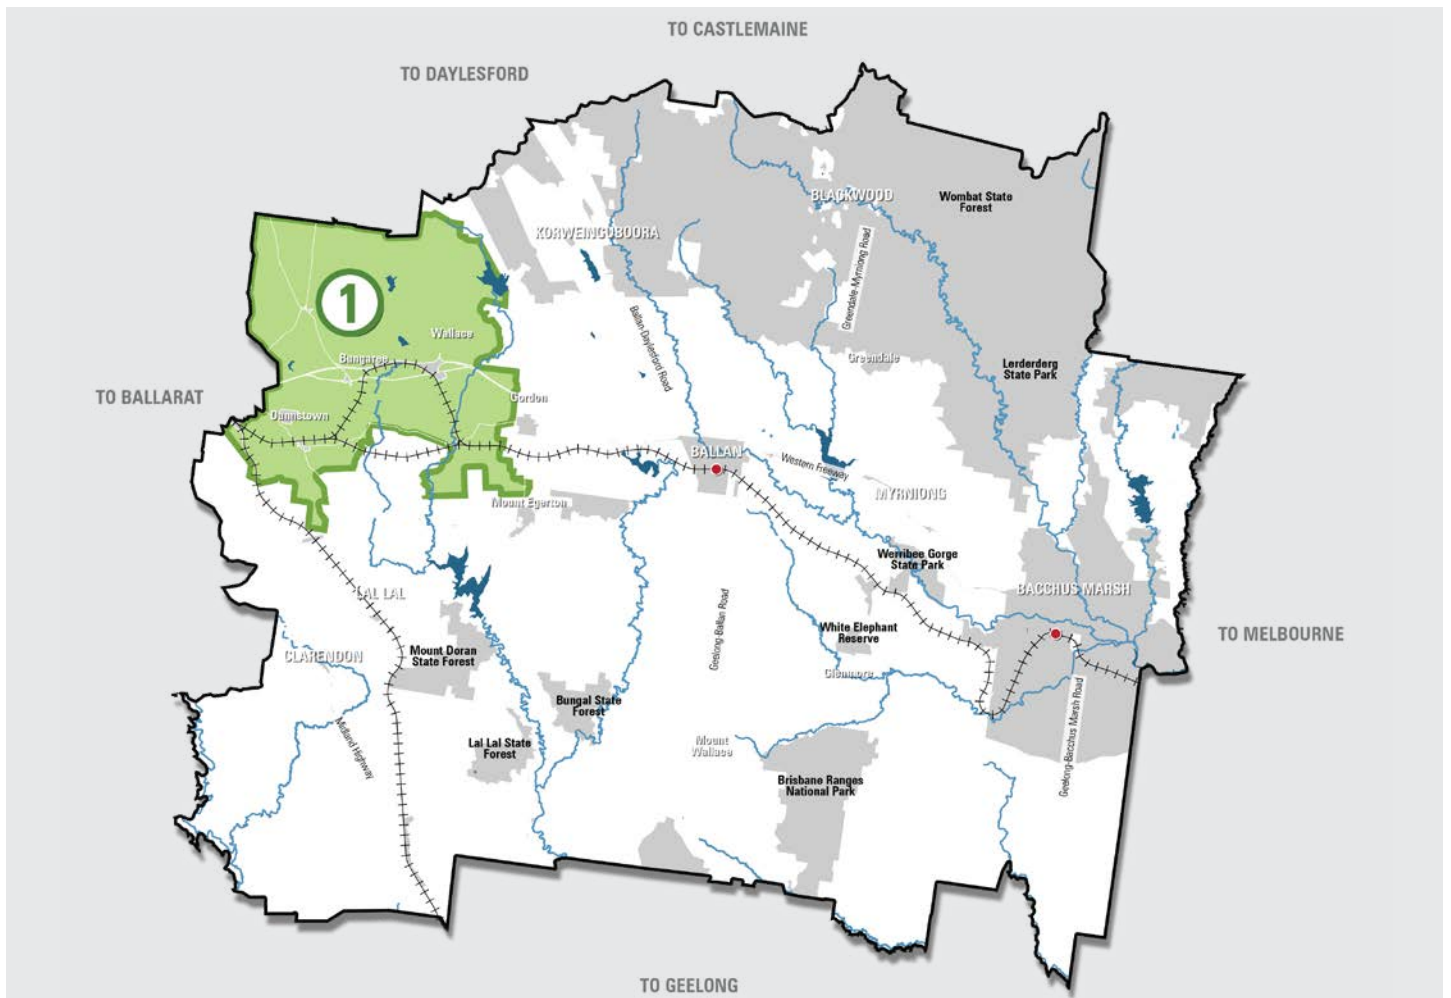 TO CASTLEMAINE
TO DAYLESFORD
BLACKWOOD
Wombat State
Forest
KORWEINGUBOORA
Greendale-Myrniong Road
1
Wallace
Ballan-Daylesford Road
Bungaree
Greendale
Lerderderg
State Park
TO BALLARAT
Gordon
Dunnstown
BALLAN
Western Freeway
MYRNIONG
Mount Egerton
Werribee Gorge
State Park
LAL LAL
BACCHUS MARSH
Geelong-Ballan Road
White Elephant
Reserve
TO MELBOURNE
CLARENDON
Mount Doran
State Forest
Glenmore
Bungal State
Forest
Geelong-Bacchus Marsh Road
Midland Highway
Lal Lal State
Forest
Mount
Wallace
Brisbane Ranges
National Park
TO GEELONG